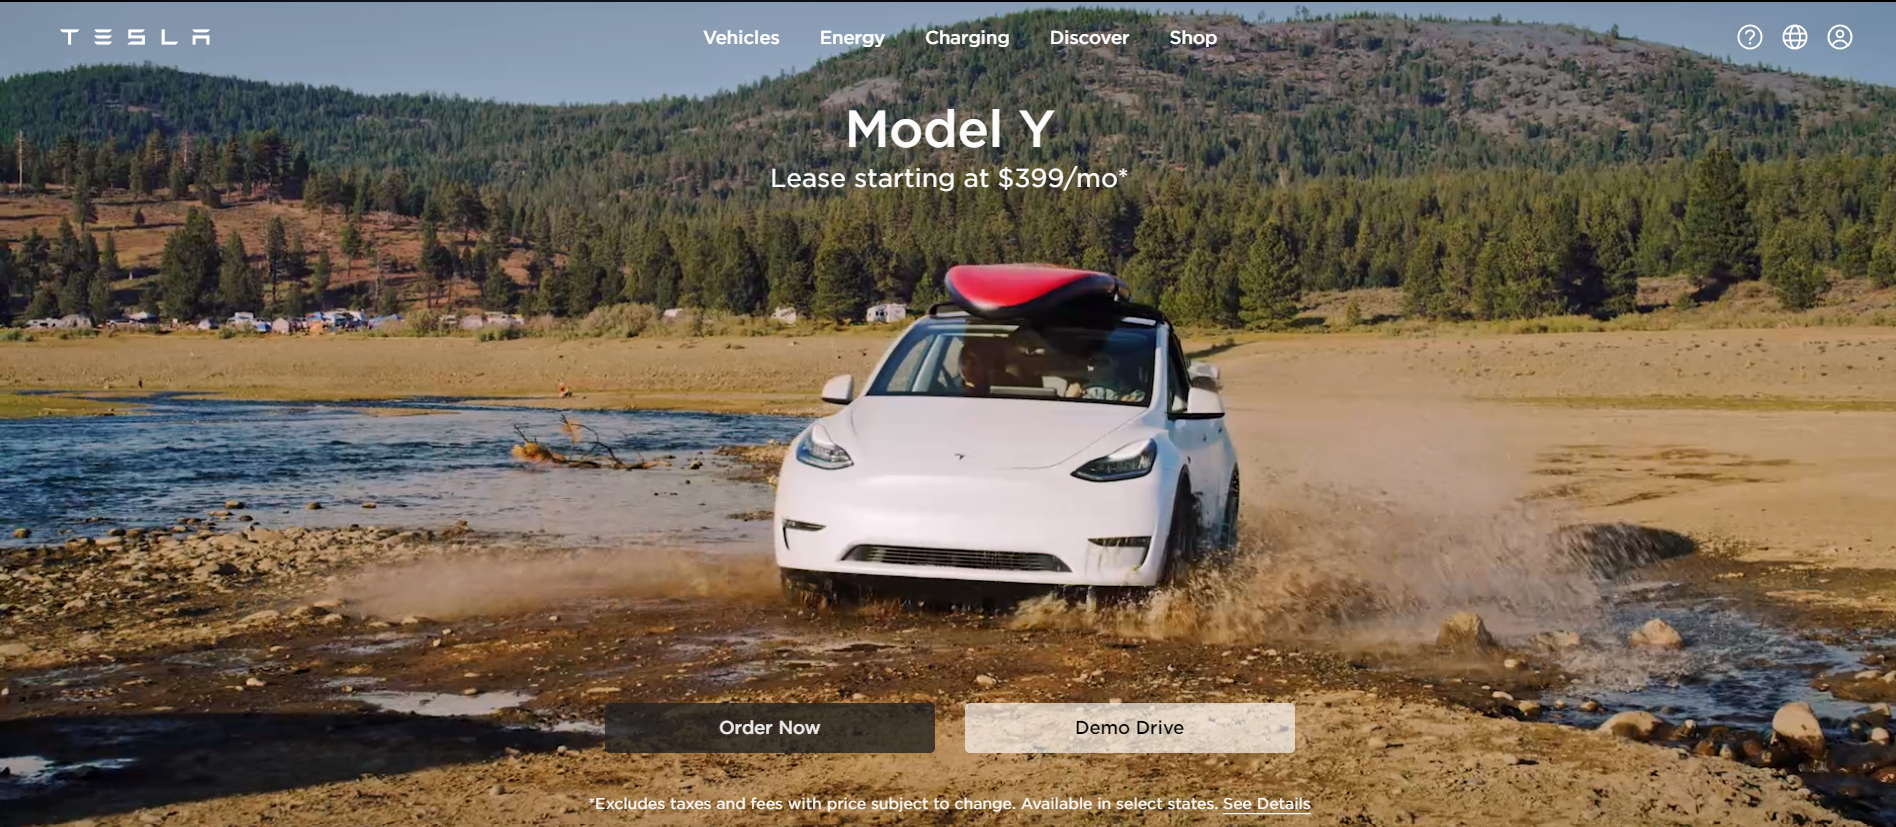 TESLA
Vehicles Energy Charging Discover Shop
Model Y
Lease starting at $399/mo*
Order Now
Demo Drive
*Excludes taxes and fees with price subject to change. Available in select states. See Details